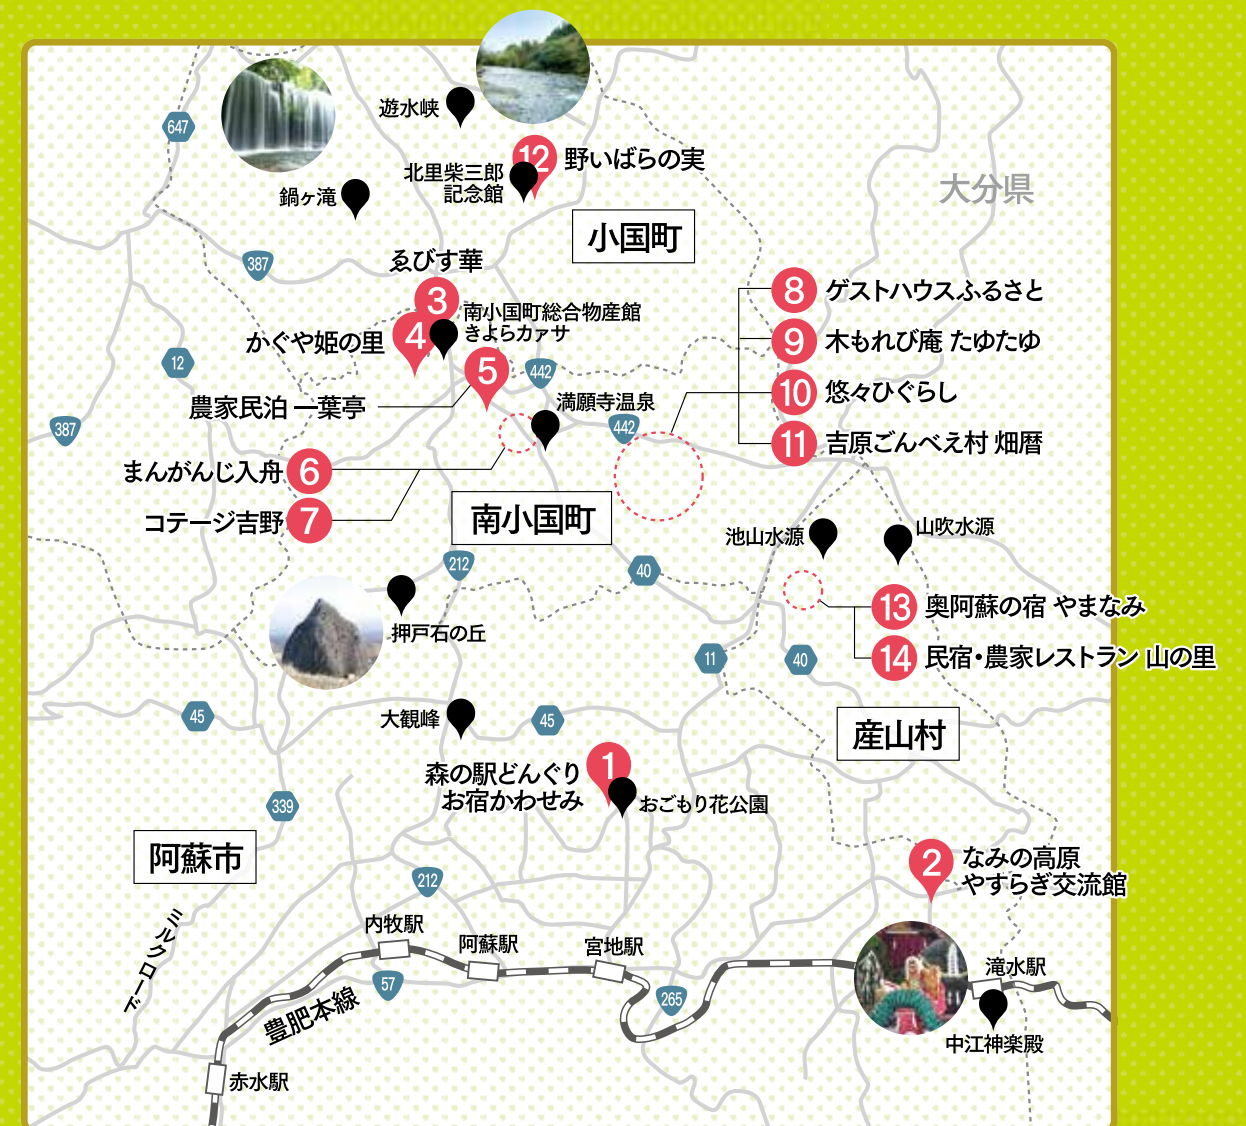 遊水峡
647
12
野いばらの実
北里柴三郎
記念館
鍋ヶ滝
大分県
小国町
387
ゑびす華
3
南小国町総合物産館
きよらカァサ
4
かぐや姫の里
8
ゲストハウスふるさと
9
木もれび庵 たゆたゆ
10
悠々ひぐらし
11
吉原ごんべえ村 畑暦
12
5
442
農家民泊 一葉亭
満願寺温泉
442
387
まんがんじ入舟
6
コテージ吉野
7
南小国町
池山水源
山吹水源
212
40
押戸石の丘
13
奥阿蘇の宿 やまなみ
14
民宿・農家レストラン 山の里
11
40
45
大観峰
45
産山村
森の駅どんぐり
お宿かわせみ
1
おごもり花公園
339
阿蘇市
2
なみの高原
やすらぎ交流館
212
ミルクロード
内牧駅
阿蘇駅
宮地駅
滝水駅
57
265
豊肥本線
中江神楽殿
赤水駅